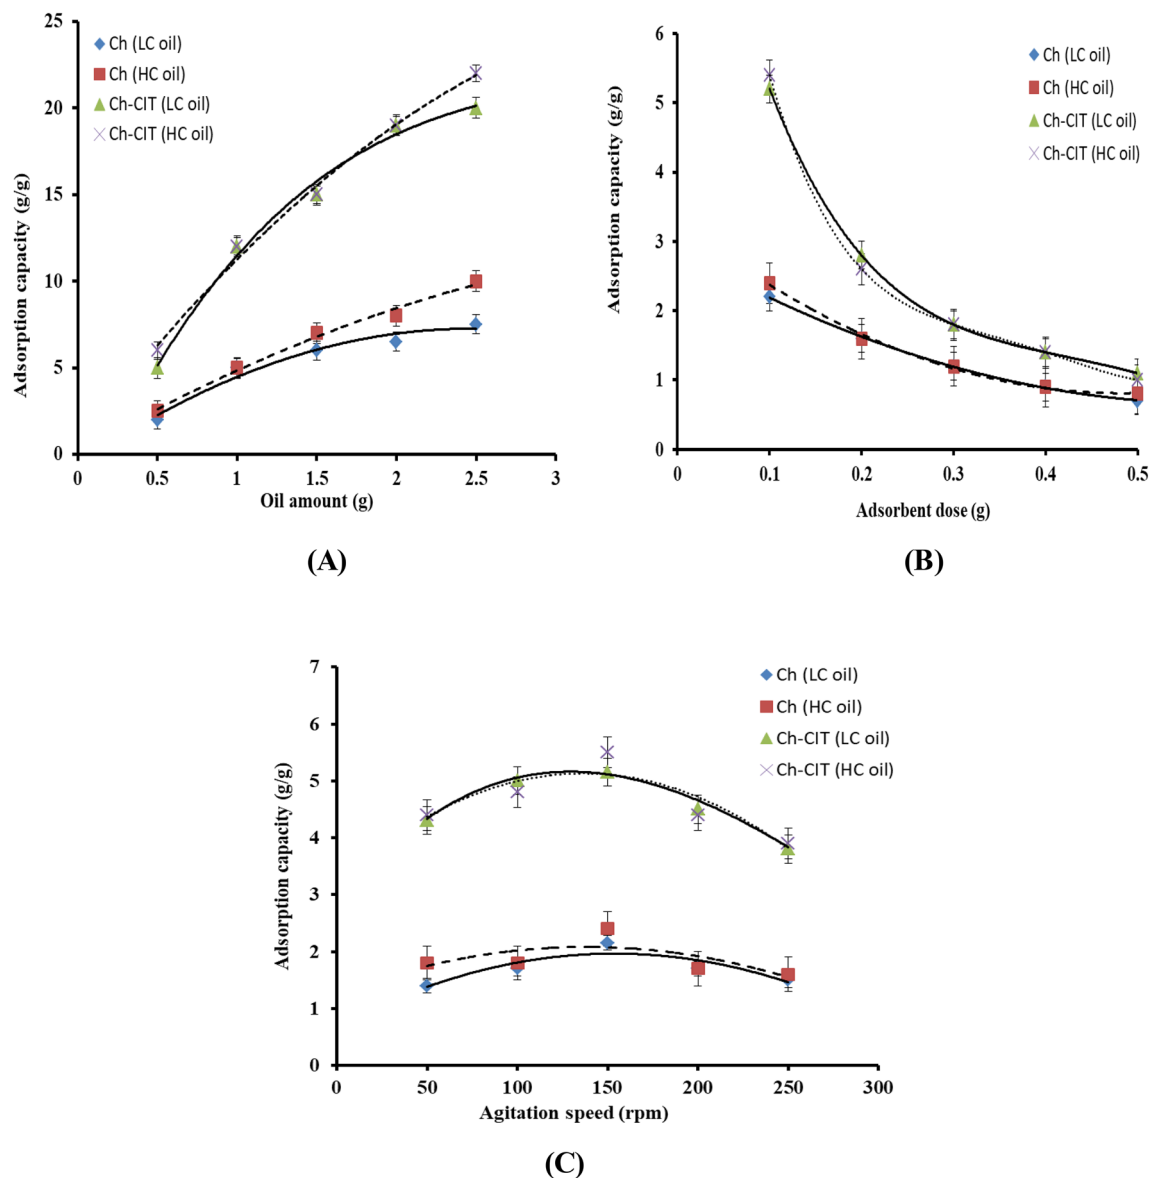 25
20
15
10
5
0
Adsorption capacity (g/g)
Ch (LC oil)
Ch (HC oil)
Ch-CIT (LC oil)
Ch-CIT (HC oil)
0 0.5 1 1.5 2 2.5 3
Oil amount (g)
(A)
6
5
4
3
2
1
0
Adsorption capacity (g/g)
Ch (LC oil)
Ch (HC oil)
Ch-CIT (LC oil)
Ch-CIT (HC oil)
0 0.1 0.2 0.3 0.4 0.5
Adsorbent dose (g)
(B)
7
6
5
4
3
2
1
0
Adsorption capacity (g/g)
Ch (LC oil)
Ch (HC oil)
Ch-CIT (LC oil)
Ch-CIT (HC oil)
0 50 100 150 200 250 300
Agitation speed (rpm)
(C)